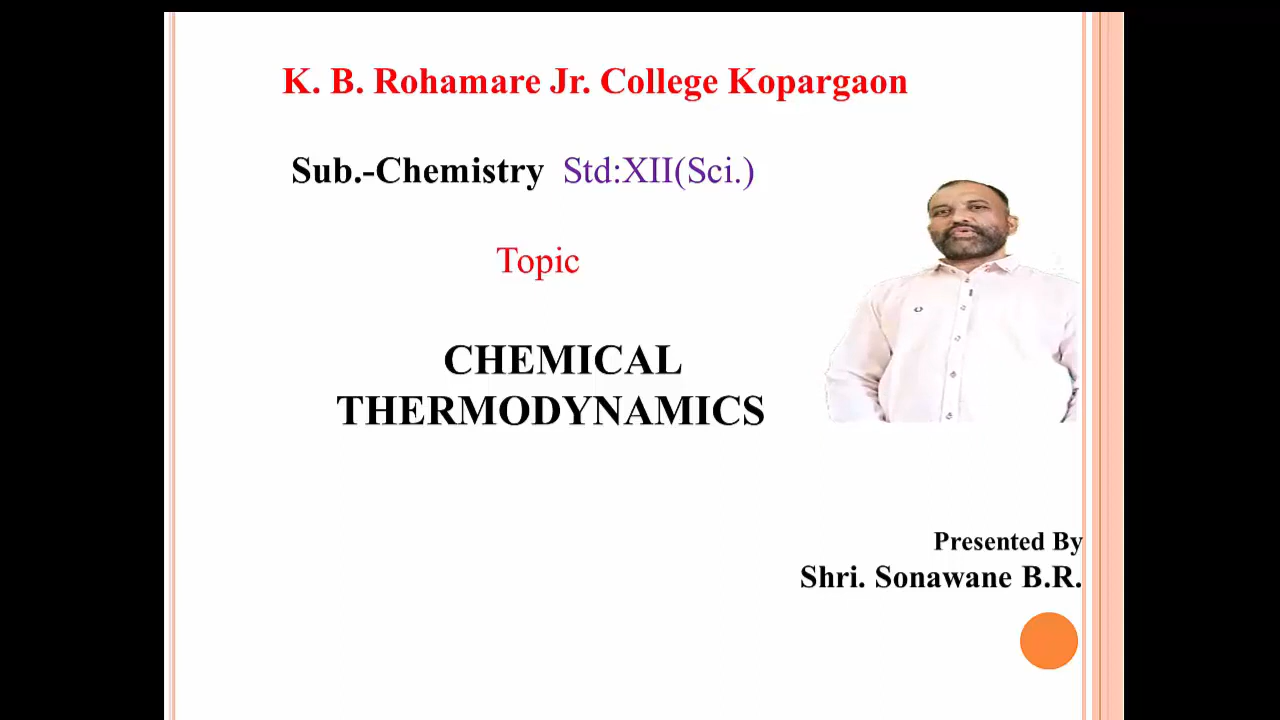 K. B. Rohamare Jr. College Kopargaon
Sub.-Chemistry Std:XII(Sci.)
Topic
CHEMICAL
THERMODYNAMICS
Presented By
Shri. Sonawane B.R.